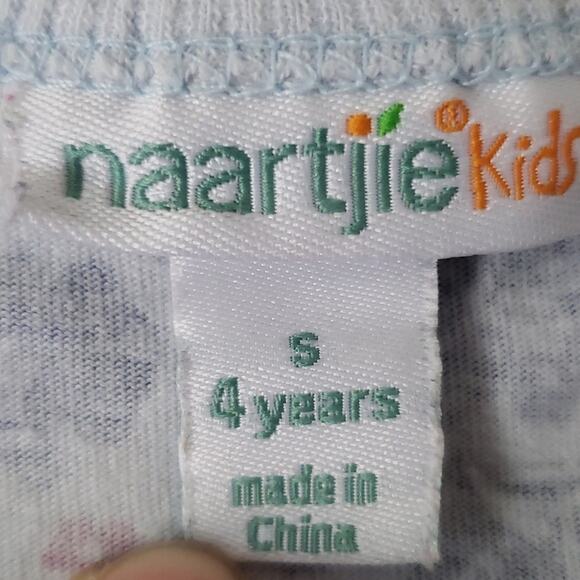 naartjie® kids
s
4 years
made in
China